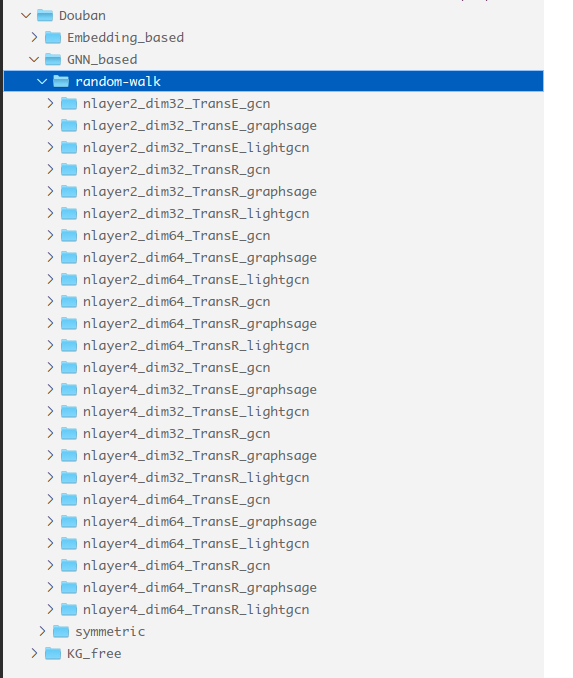 Douban
Embedding_based
GNN_based
random-walk
nlayer2_dim32_TransE_gcn
nlayer2_dim32_TransE_graphsage
nlayer2_dim32_TransE_lightgcn
nlayer2_dim32_TransR_gcn
nlayer2_dim32_TransR_graphsage
nlayer2_dim32_TransR_lightgcn
nlayer2_dim64_TransE_gcn
nlayer2_dim64_TransE_graphsage
nlayer2_dim64_TransE_lightgcn
nlayer2_dim64_TransR_gcn
nlayer2_dim64_TransR_graphsage
nlayer2_dim64_TransR_lightgcn
nlayer4_dim32_TransE_gcn
nlayer4_dim32_TransE_graphsage
nlayer4_dim32_TransE_lightgcn
nlayer4_dim32_TransR_gcn
nlayer4_dim32_TransR_graphsage
nlayer4_dim32_TransR_lightgcn
nlayer4_dim64_TransE_gcn
nlayer4_dim64_TransE_graphsage
nlayer4_dim64_TransE_lightgcn
nlayer4_dim64_TransR_gcn
nlayer4_dim64_TransR_graphsage
nlayer4_dim64_TransR_lightgcn
symmetric
KG_free